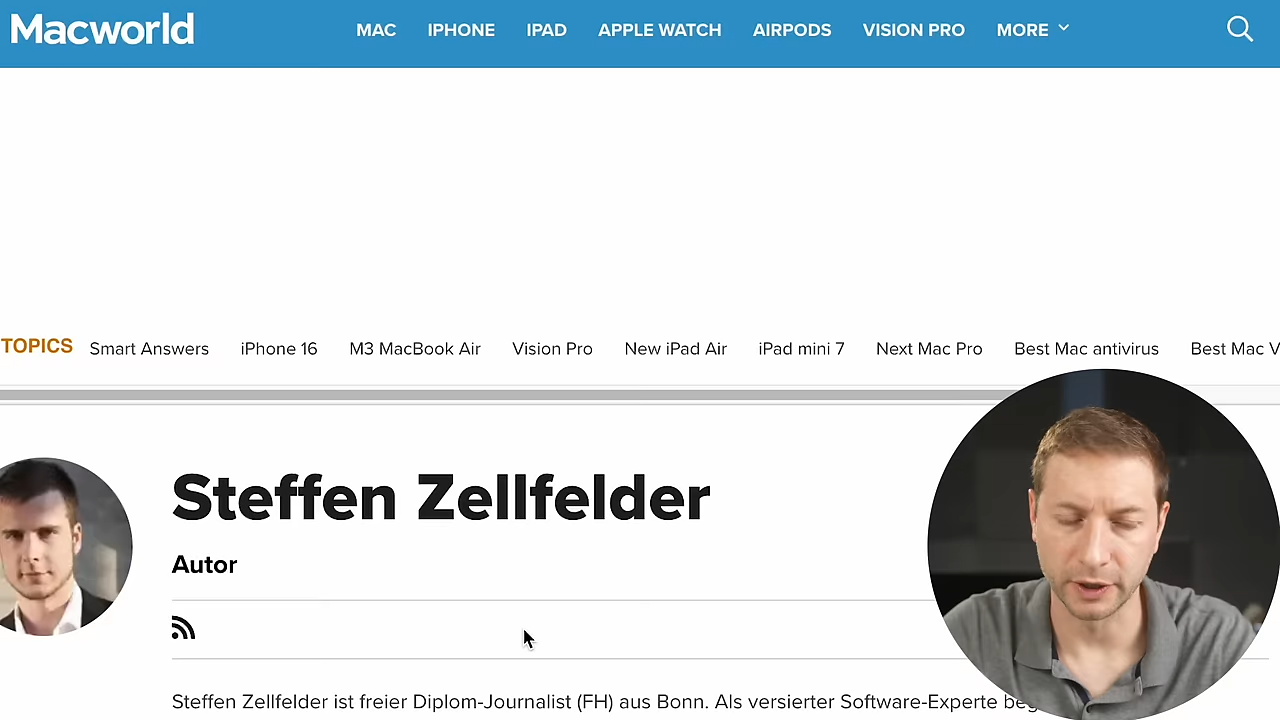 Macworld MAC IPHONE IPAD APPLE WATCH AIRPODS VISION PRO MORE
TOPICS Smart Answers iPhone 16 M3 MacBook Air Vision Pro New iPad Air iPad mini 7 Next Mac Pro Best Mac antivirus Best Mac V
Steffen Zellfelder
Autor
Steffen Zellfelder ist freier Diplom-Journalist (FH) aus Bonn. Als versierter Software-Experte beg